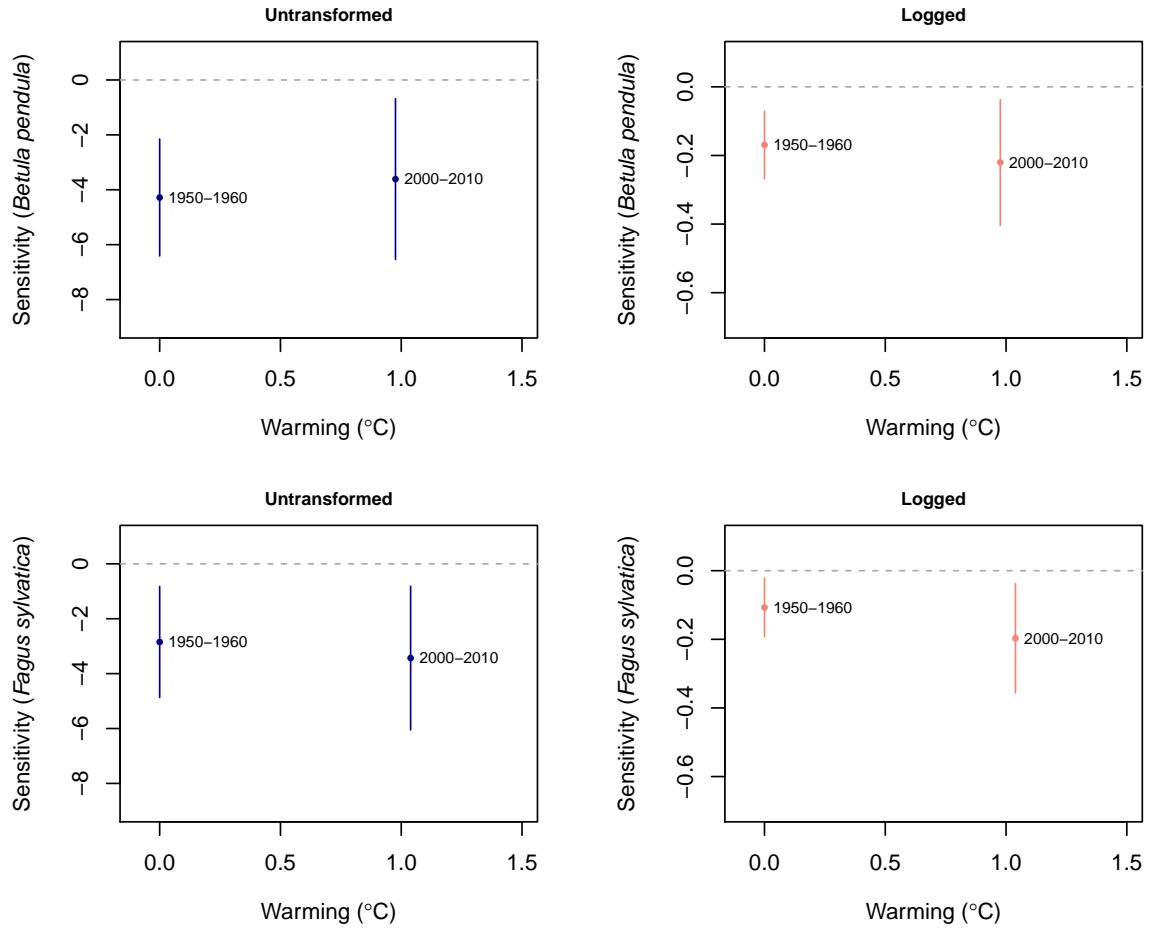 Untransformed
Sensitivity (Betula pendula)
0
−2
−4
−6
−8
1950−1960
2000−2010
0.0 0.5 1.0 1.5
Warming (°C)
Logged
Sensitivity (Betula pendula)
0.0
−0.2
−0.4
−0.6
1950−1960
2000−2010
0.0 0.5 1.0 1.5
Warming (°C)
Untransformed
Sensitivity (Fagus sylvatica)
0
−2
−4
−6
−8
1950−1960
2000−2010
0.0 0.5 1.0 1.5
Warming (°C)
Logged
Sensitivity (Fagus sylvatica)
0.0
−0.2
−0.4
−0.6
1950−1960
2000−2010
0.0 0.5 1.0 1.5
Warming (°C)